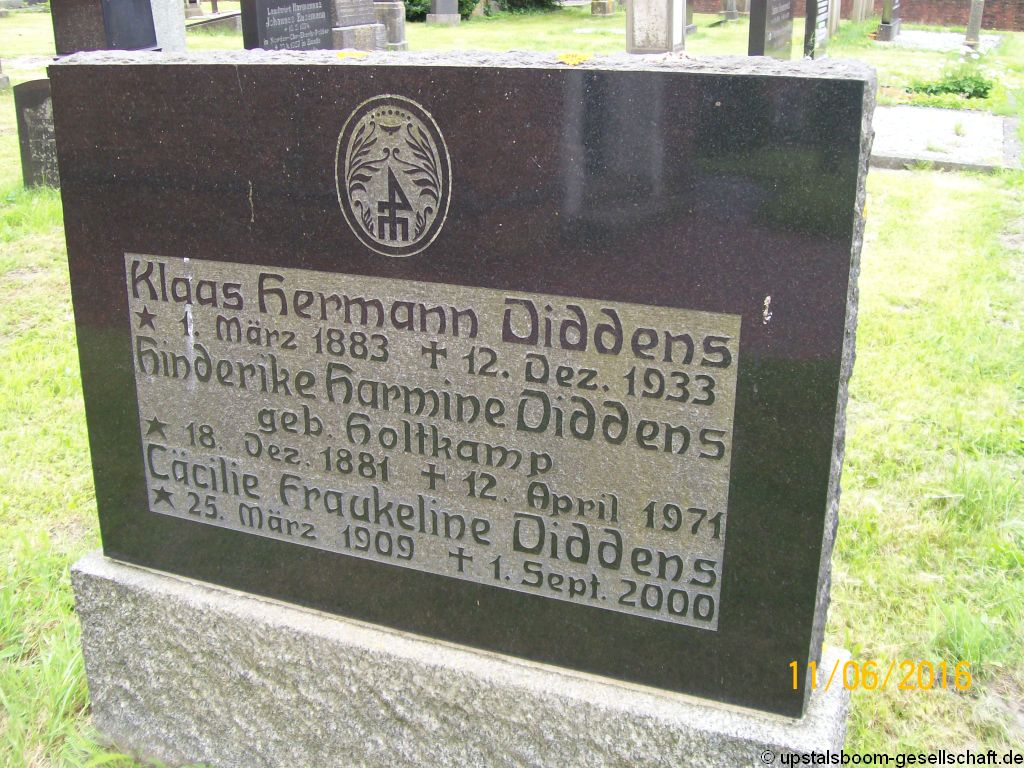 Klaas Hermann Diddens
★ 1. März 1883 ✝ 12. Dez. 1933
Hinderike Harmine Diddens
geb. Holtkamp
★ 18. Dez. 1881 ✝ 12. April 1971
Cäcilie Fraukeline Diddens
★ 25. März 1909 ✝ 1. Sept. 2000
11/06/2016
© upstalsboom-gesellschaft.de